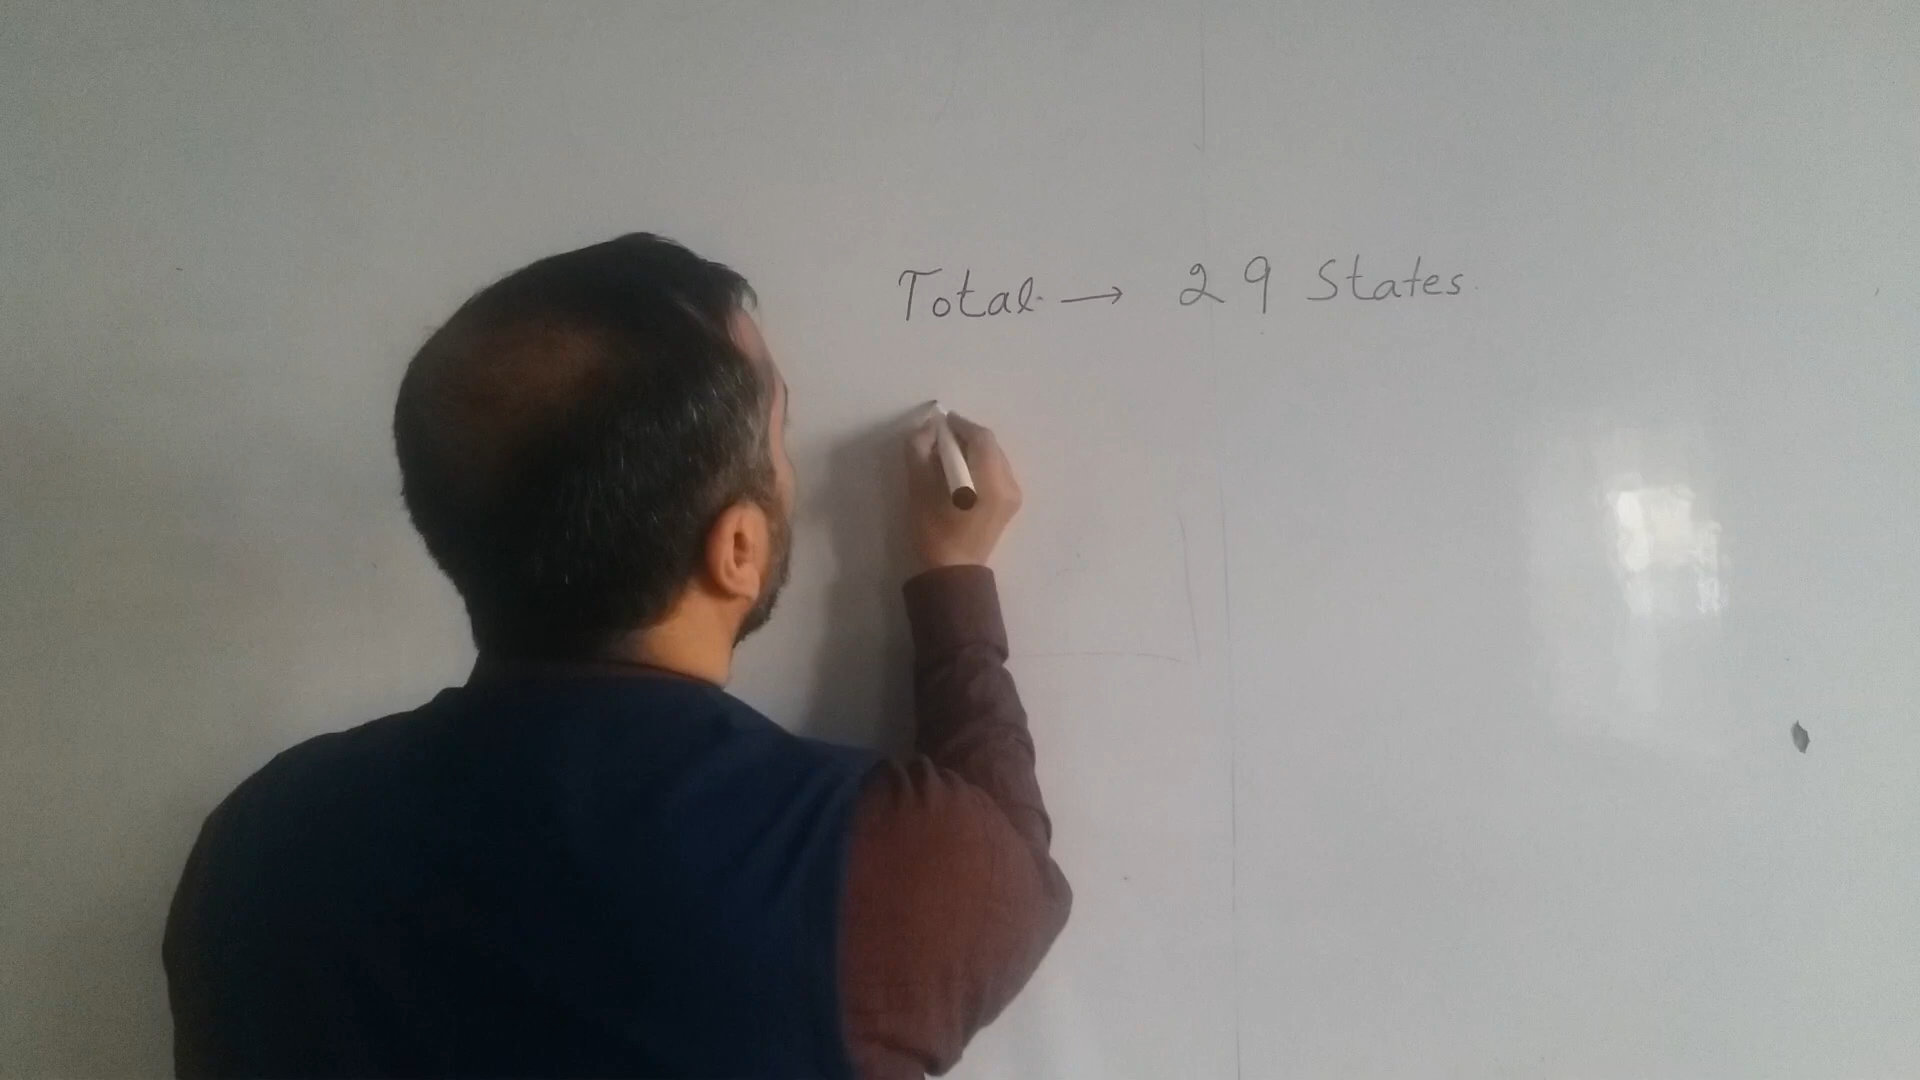 Total → 29 States